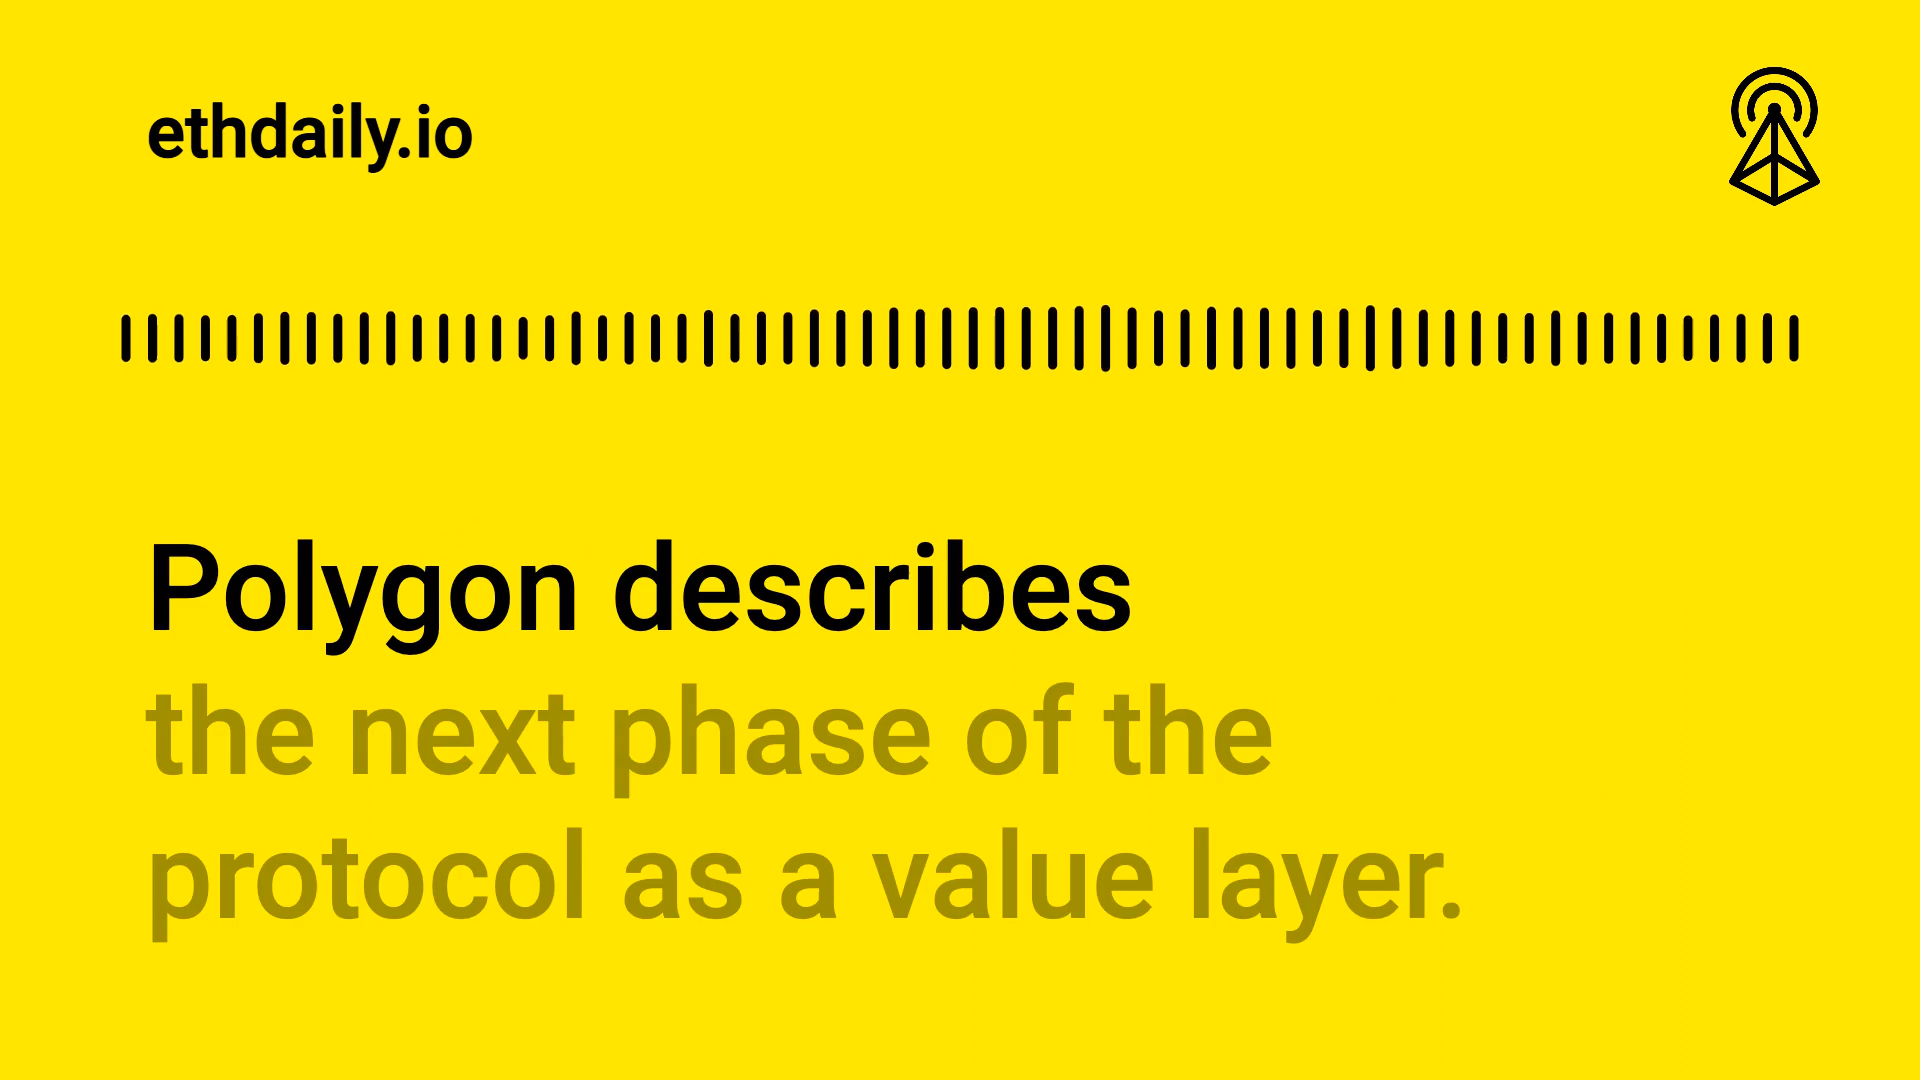 ethdaily.io
Polygon describes
the next phase of the
protocol as a value layer.